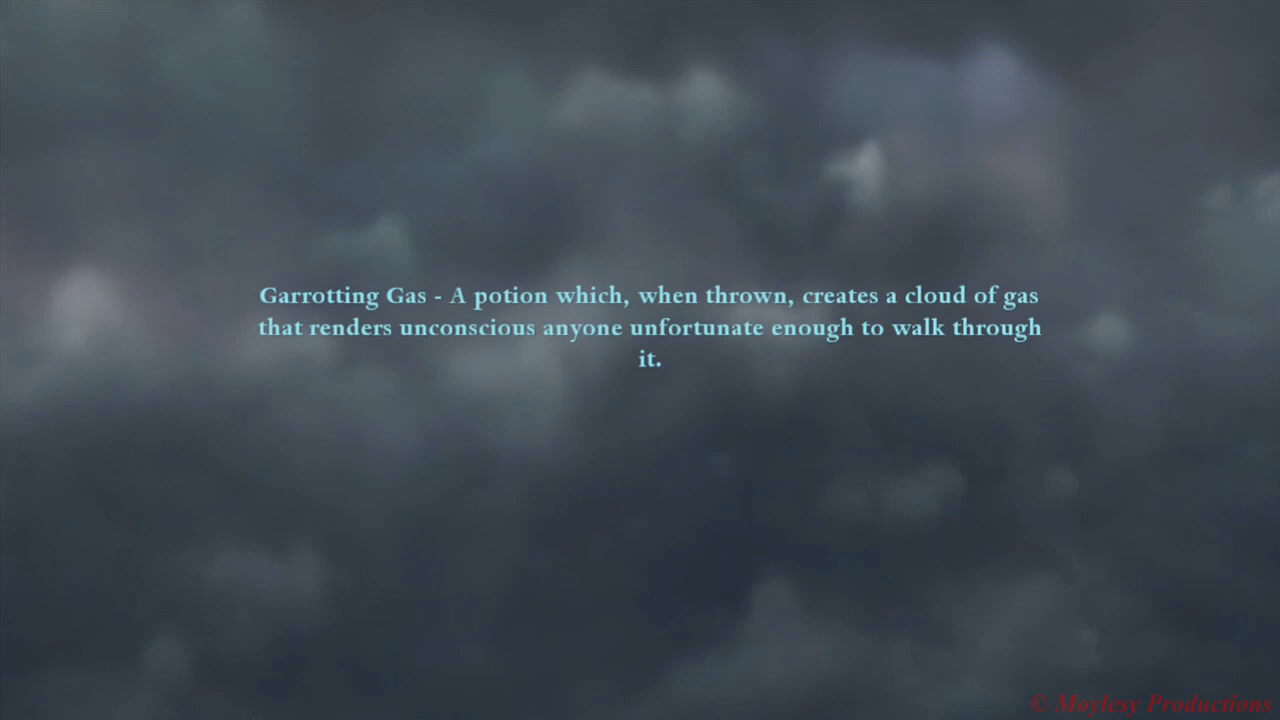 Garrotting Gas - A potion which, when thrown, creates a cloud of gas
that renders unconscious anyone unfortunate enough to walk through
it.
© Moylesy Productions